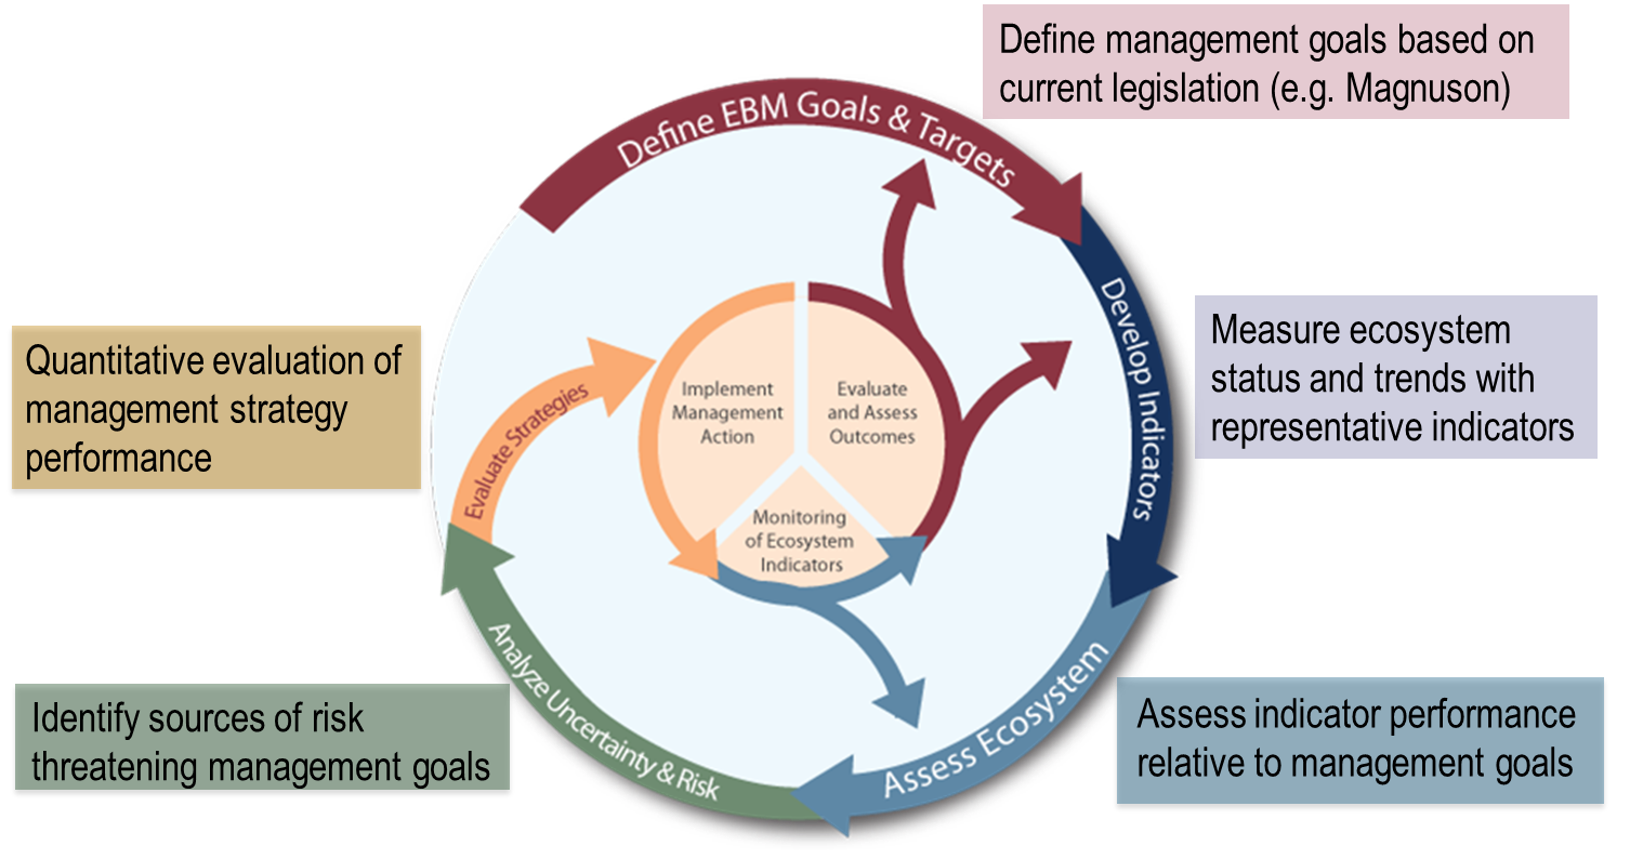 Define management goals based on
current legislation (e.g. Magnuson)
Define EBM Goals & Targets
Develop Indicators
Measure ecosystem
status and trends with
representative indicators
Quantitative evaluation of
management strategy
performance
Evaluate Strategies
Implement
Management
Action
Evaluate
and Assess
Outcomes
Monitoring
of Ecosystem
Indicators
Identify sources of risk
threatening management goals
Analyze Uncertainty & Risk
Assess Ecosystem
Assess indicator performance
relative to management goals